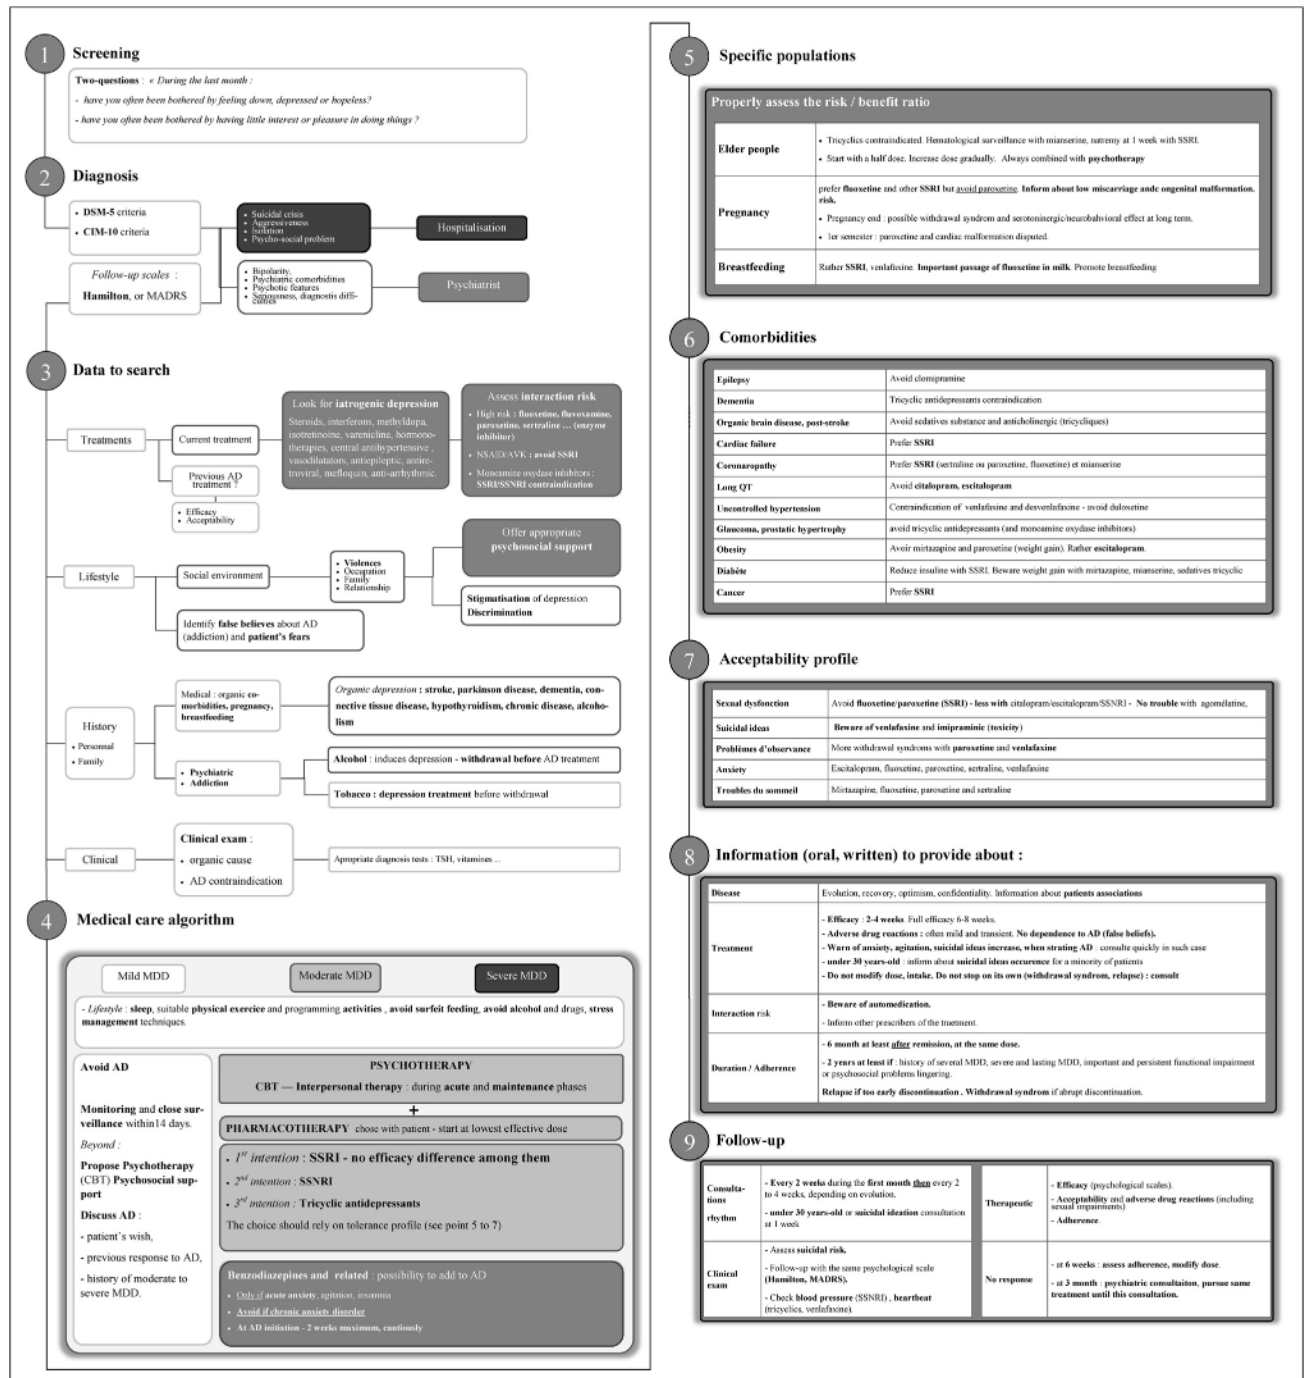 1
Screening
Two-questions : « During the last month :
- have you often been bothered by feeling down, depressed or hopeless?
- have you often been bothered by having little interest or pleasure in doing things ?
2
Diagnosis
• DSM-5 criteria
• CIM-10 criteria
• Suicidal crisis
• Aggressiveness
• Isolation
• Psycho-social problem
Hospitalisation
Follow-up scales :
Hamilton, or MADRS
• Bipolarity,
• Psychiatric comorbidities
• Psychotic features
• Seriousness, diagnosis diffi-
culties
Psychiatrist
3
Data to search
Treatments
Current treatment
Previous AD
treatment ?
• Efficacy
• Acceptability
Look for iatrogenic depression
Steroids, interferons, methyldopa,
isotretinoine, varenicline, hormono-
therapies, central antihypertensive ,
vasodilatators, antiepileptic, antire-
troviral, mefloquin, anti-arrhythmic.
Assess interaction risk
• High risk : fluoxetine, fluvoxamine,
paroxetine, sertraline ... (enzyme
inhibitor)
• NSAID/AVK : avoid SSRI
• Monoamine oxydase inhibitors :
SSRI/SSNRI contraindication
Lifestyle
Social environment
• Violences
• Occupation
• Family
• Relationship
Offer appropriate
psychosocial support
Stigmatisation of depression
Discrimination
Identify false believes about AD
(addiction) and patient's fears
History
• Personnal
• Family
Medical : organic co-
morbidities, pregnancy,
breastfeeding
Organic depression : stroke, parkinson disease, dementia, con-
nective tissue disease, hypothyroidism, chronic disease, alcoho-
lism
• Psychiatric
• Addiction
Alcohol : induces depression - withdrawal before AD treatment
Tobacco : depression treatment before withdrawal
Clinical
Clinical exam :
• organic cause
• AD contraindication
Apropriate diagnosis tests : TSH, vitamines ..
4
Medical care algorithm
Mild MDD
Moderate MDD
Severe MDD
- Lifestyle : sleep, suitable physical exercice and programming activities , avoid surfeit feeding, avoid alcohol and drugs, stress
management techniques.
Avoid AD
Monitoring and close sur-
veillance within14 days.
Beyond :
Propose Psychotherapy
(CBT) Psychosocial sup-
port
Discuss AD :
- patient's wish,
- previous response to AD,
- history of moderate to
severe MDD.
PSYCHOTHERAPY
CBT — Interpersonal therapy : during acute and maintenance phases
+
PHARMACOTHERAPY chose with patient - start at lowest effective dose
• 1st intention : SSRI - no efficacy difference among them
• 2nd intention : SSNRI
• 3rd intention : Tricyclic antidepressants
The choice should rely on tolerance profile (see point 5 to 7)
Benzodiazepines and related : possibility to add to AD
• Only if acute anxiety, agitation, insomnia
• Avoid if chronic anxiety disorder
• At AD initiation - 2 weeks maximum, cautiously
5
Specific populations
Properly assess the risk / benefit ratio
Elder people
• Tricyclics contraindicated. Hematological surveillance with mianserine, natremy at 1 week with SSRI.
• Start with a half dose. Increase dose gradually. Always combined with psychotherapy
Pregnancy
prefer fluoxetine and other SSRI but avoid paroxetine. Inform about low miscarriage andc ongenital malformation.
risk.
• Pregnancy end : possible withdrawal syndrom and serotoninergic/neurobahvioral effect at long term.
• 1er semester : paroxetine and cardiac malformation disputed.
Breastfeeding
Rather SSRI, venlafixine. Important passage of fluoxetine in milk. Promote breastfeeding
6
Comorbidities
Epilepsy
Avoid clomipramine
Dementia
Tricyclic antidepressants contraindication
Organic brain disease, post-stroke
Avoid sedatives substance and anticholinergic (tricycliques)
Cardiac failure
Prefer SSRI
Coronaropathy
Prefer SSRI (sertraline ou paroxetine, fluoxetine) et mianserine
Long QT
Avoid citalopram, escitalopram
Uncontrolled hypertension
Contraindication of venlafixine and desvenlafaxine - avoid duloxetine
Glaucoma, prostatic hypertrophy
avoid tricyclic antidepressants (and monoamine oxydase inhibitors)
Obesity
Avoir mirtazapine and paroxetine (weight gain). Rather escitalopram.
Diabète
Reduce insuline with SSRI. Beware weight gain with mirtazapine, mianserine, sedatives tricyclic
Cancer
Prefer SSRI
7
Acceptability profile
Sexual dysfonction
Avoid fluoxetine/paroxetine (SSRI) - less with citalopram/escitalopram/SSNRI - No trouble with agomélatine,
Suicidal ideas
Beware of venlafaxine and imipraminic (toxicity)
Problèmes d'observance
More withdrawal syndroms with paroxetine and venlafaxine
Anxiety
Escitalopram, fluoxetine, paroxetine, sertraline, venlafaxine
Troubles du sommeil
Mirtazapine, fluoxetine, paroxetine and sertraline
8
Information (oral, written) to provide about :
Disease
Evolution, recovery, optimism, confidentiality. Information about patients associations
Treatment
- Efficacy : 2-4 weeks. Full efficacy 6-8 weeks.
- Adverse drug reactions : often mild and transient. No dependence to AD (false beliefs).
- Warn of anxiety, agitation, suicidal ideas increase, when strating AD : consulte quickly in such case
- under 30 years-old : inform about suicidal ideas occurence for a minority of patients
- Do not modify dose, intake. Do not stop on its own (withdrawal syndrom, relapse) : consult
Interaction risk
- Beware of automedication.
- Inform other prescribers of the treatment.
Duration / Adherence
- 6 month at least after remission, at the same dose.
- 2 years at least if : history of several MDD, severe and lasting MDD, important and persistent functional impairment
or psychosocial problems lingering.
Relapse if too early discontinuation . Withdrawal syndrom if abrupt discontinuation.
9
Follow-up
Consulta-
tions
rhythm
- Every 2 weeks during the first month then every 2
to 4 weeks, depending on evolution.
- under 30 years-old or suicidal ideation consultation
at 1 week
Therapeutic
- Efficacy (psychological scales).
- Acceptability and adverse drug reactions (including
sexual impairments)
- Adherence.
Clinical
exam
- Assess suicidal risk.
- Follow-up with the same psychological scale
(Hamilton, MADRS).
- Check blood pressure (SSNRI) , heartbeat
(tricyclics, venlafaxine).
No response
- at 6 weeks : assess adherence, modify dose.
- at 3 month : psychiatric consultaiton, pursue same
treatment until this consultation.